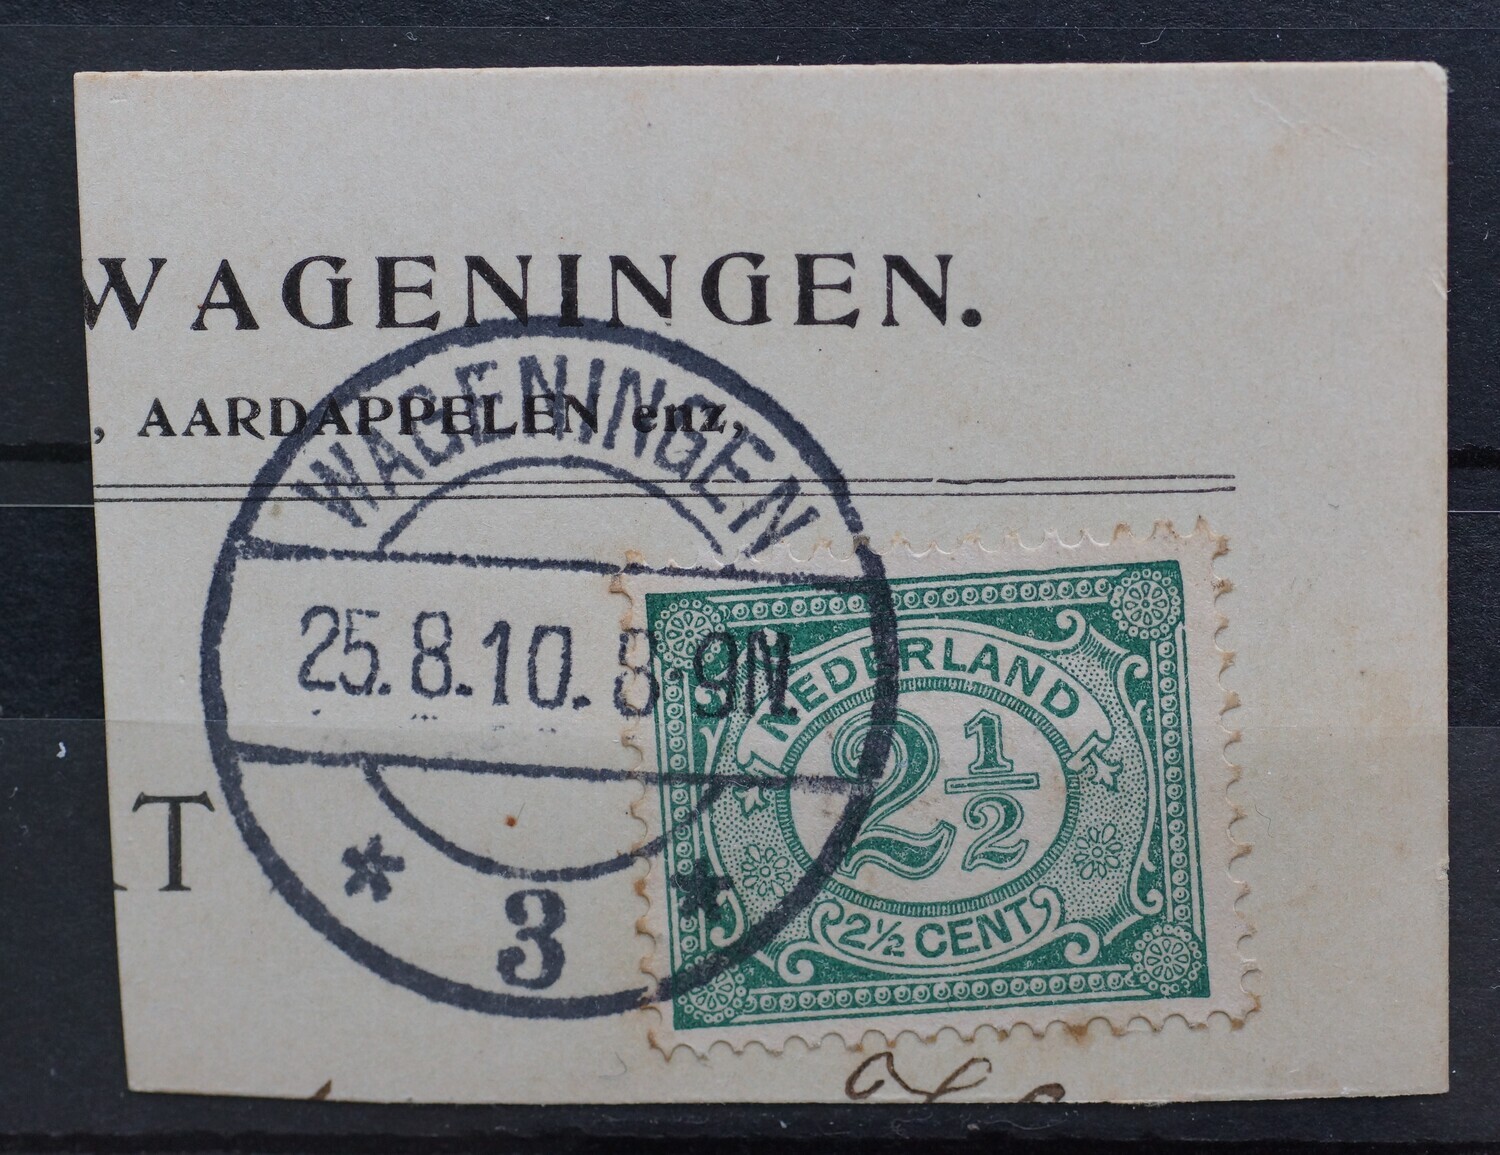 WAGENINGEN.
, AARDAPPELEN enz,
WAGENINGEN
25.8.10. 8-9N.
3
NEDERLAND
2 1/2
2½ CENT
T